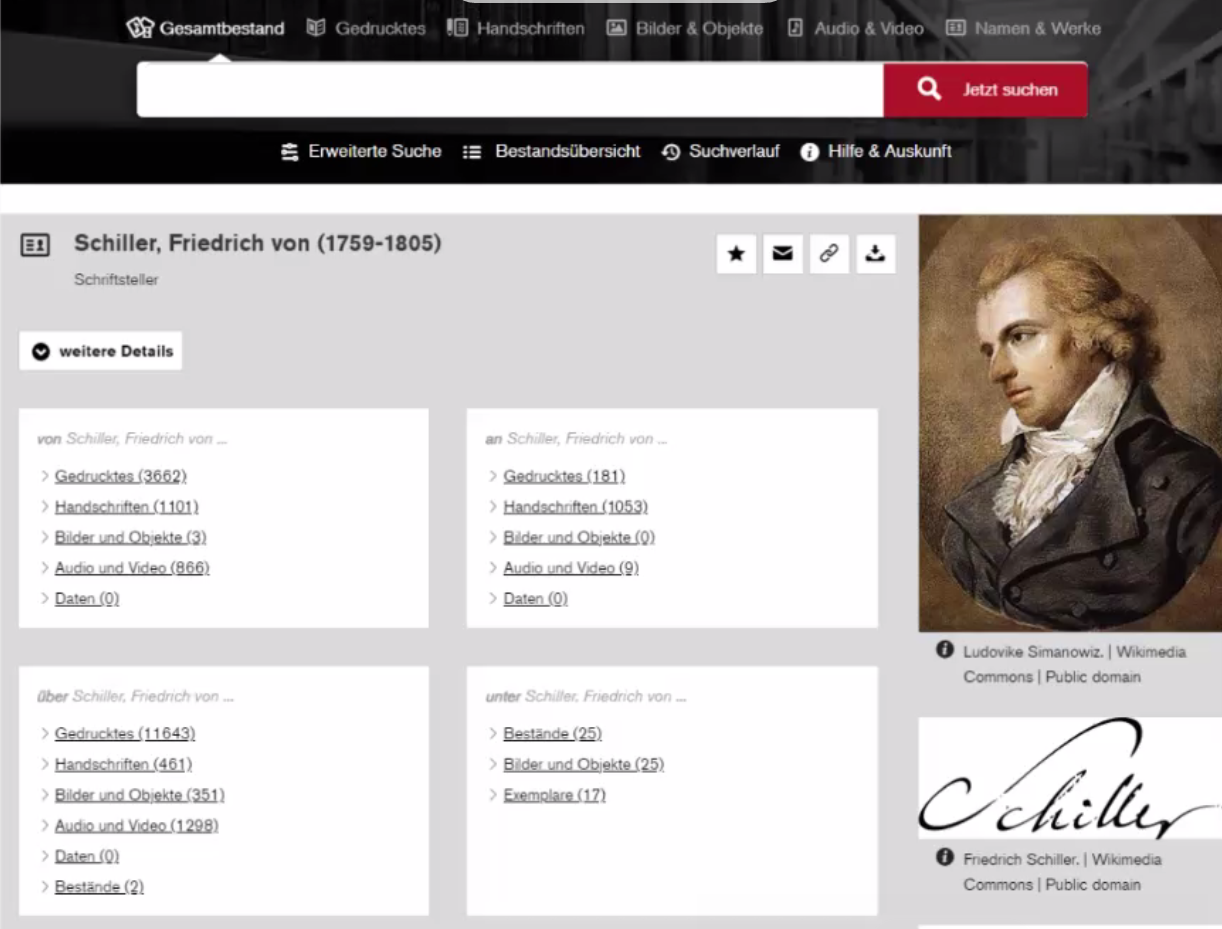 Gesamtbestand Gedrucktes Handschriften Bilder & Objekte Audio & Video Namen & Werke
Jetzt suchen
Erweiterte Suche Bestandsübersicht Suchverlauf Hilfe & Auskunft
Schiller, Friedrich von (1759-1805)
Schriftsteller
weitere Details
von Schiller, Friedrich von ...
Gedrucktes (3662)
Handschriften (1101)
Bilder und Objekte (3)
Audio und Video (866)
Daten (0)
an Schiller, Friedrich von ...
Gedrucktes (181)
Handschriften (1053)
Bilder und Objekte (0)
Audio und Video (9)
Daten (0)
über Schiller, Friedrich von ...
Gedrucktes (11643)
Handschriften (461)
Bilder und Objekte (351)
Audio und Video (1298)
Daten (0)
Bestände (2)
unter Schiller, Friedrich von ...
Bestände (25)
Bilder und Objekte (25)
Exemplare (17)
Ludovike Simanowiz. | Wikimedia
Commons | Public domain
Schiller
Friedrich Schiller. | Wikimedia
Commons | Public domain